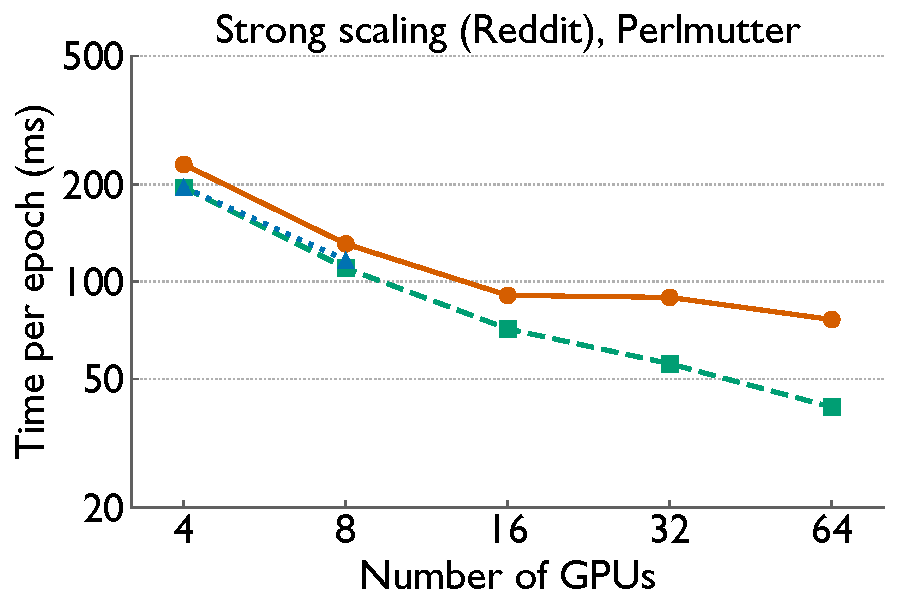 Strong scaling (Reddit), Perlmutter
Time per epoch (ms)
500
200
100
50
20
4 8 16 32 64
Number of GPUs